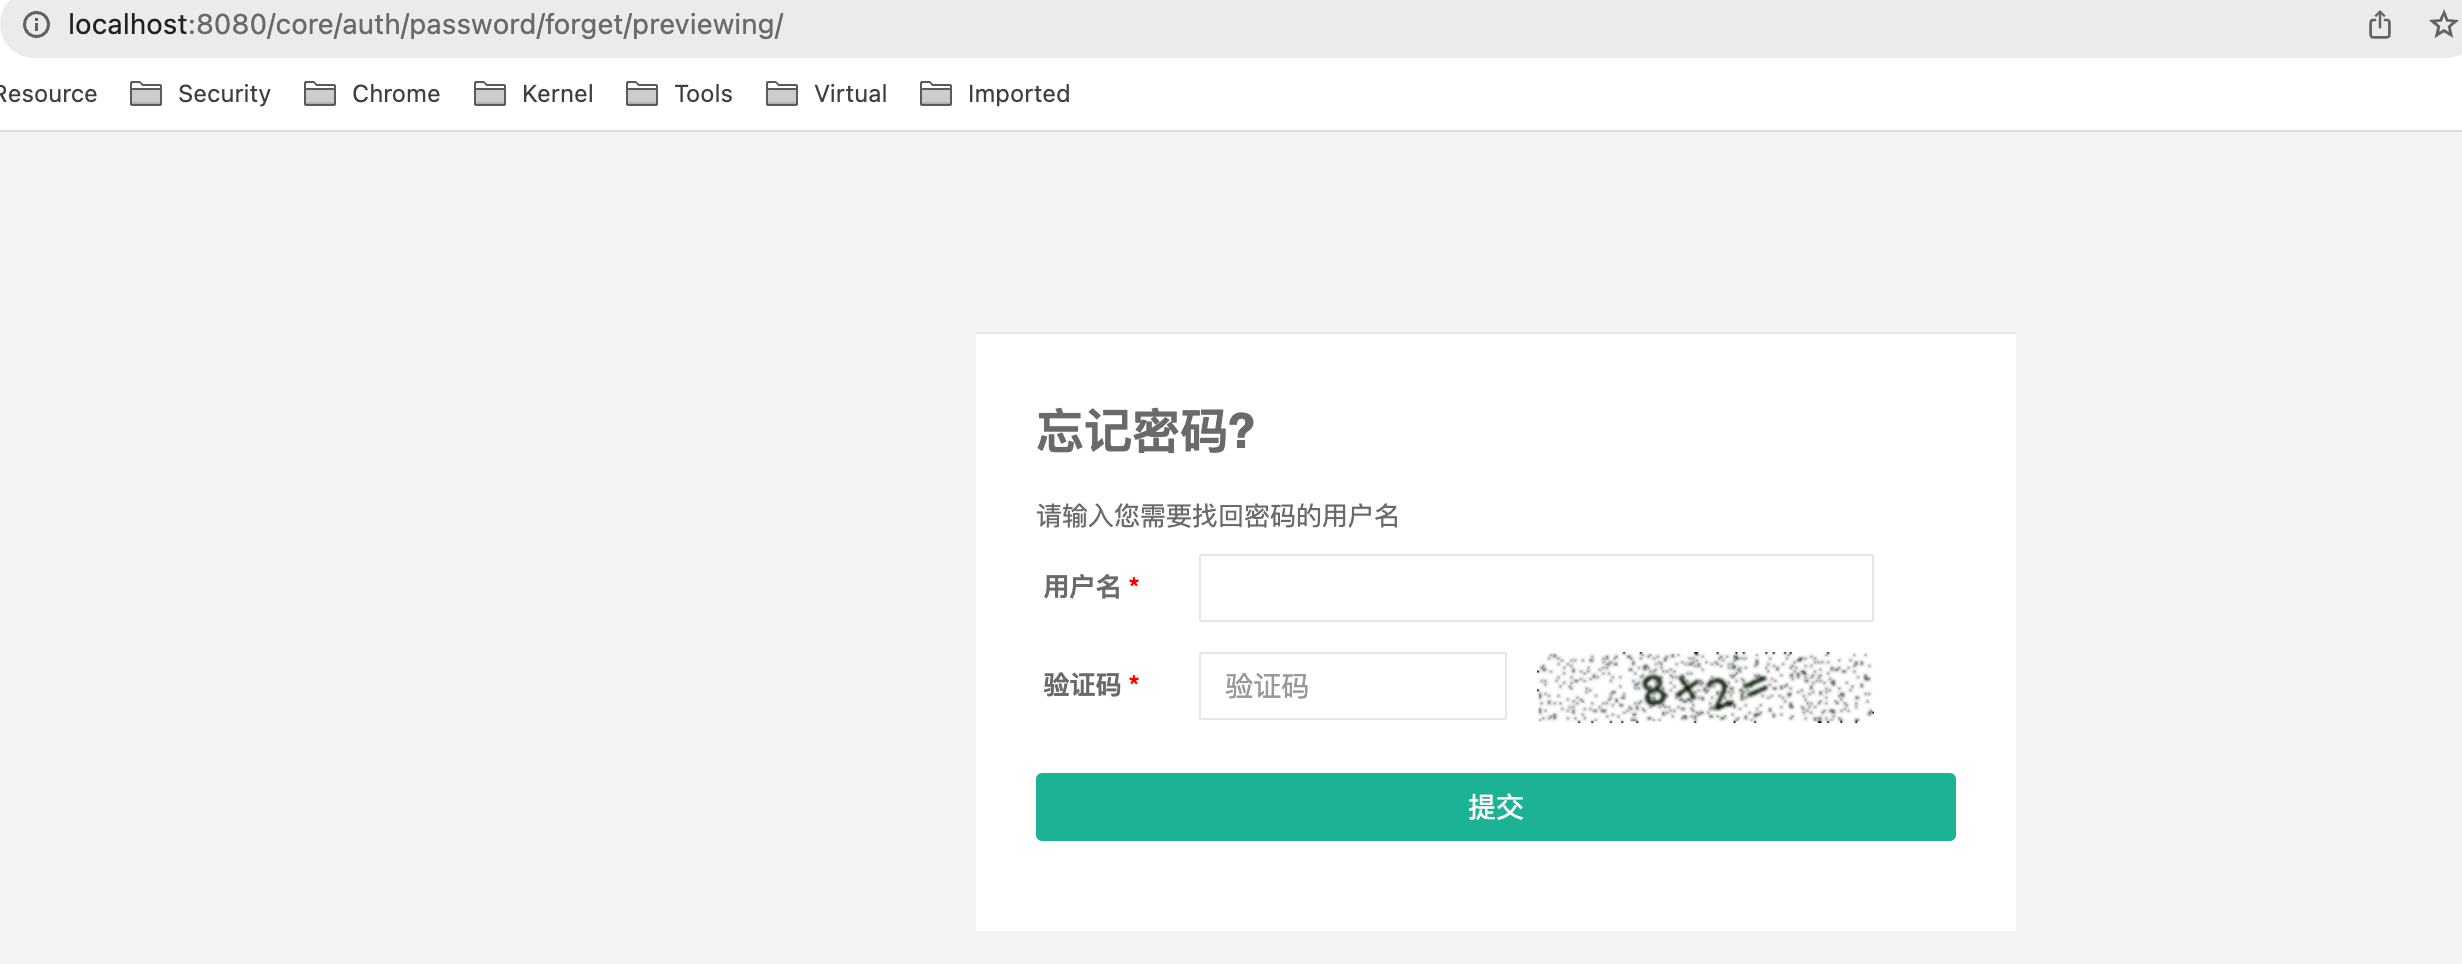 localhost:8080/core/auth/password/forget/previewing/
Resource Security Chrome Kernel Tools Virtual Imported
忘记密码?
请输入您需要找回密码的用户名
用户名 *
验证码 * 验证码 8×2=
提交